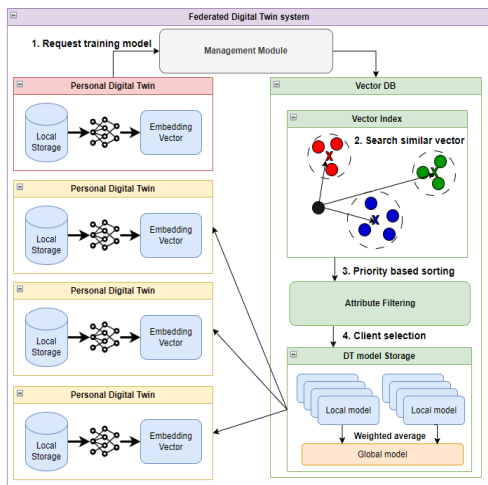 Federated Digital Twin system
1. Request training model
Management Module
Personal Digital Twin
Local
Storage
Embedding
Vector
Personal Digital Twin
Local
Storage
Embedding
Vector
Personal Digital Twin
Local
Storage
Embedding
Vector
Personal Digital Twin
Local
Storage
Embedding
Vector
Vector DB
Vector Index
2. Search similar vector
X
X
X
3. Priority based sorting
Attribute Filtering
4. Client selection
DT model Storage
Local model
Local model
Weighted average
Global model